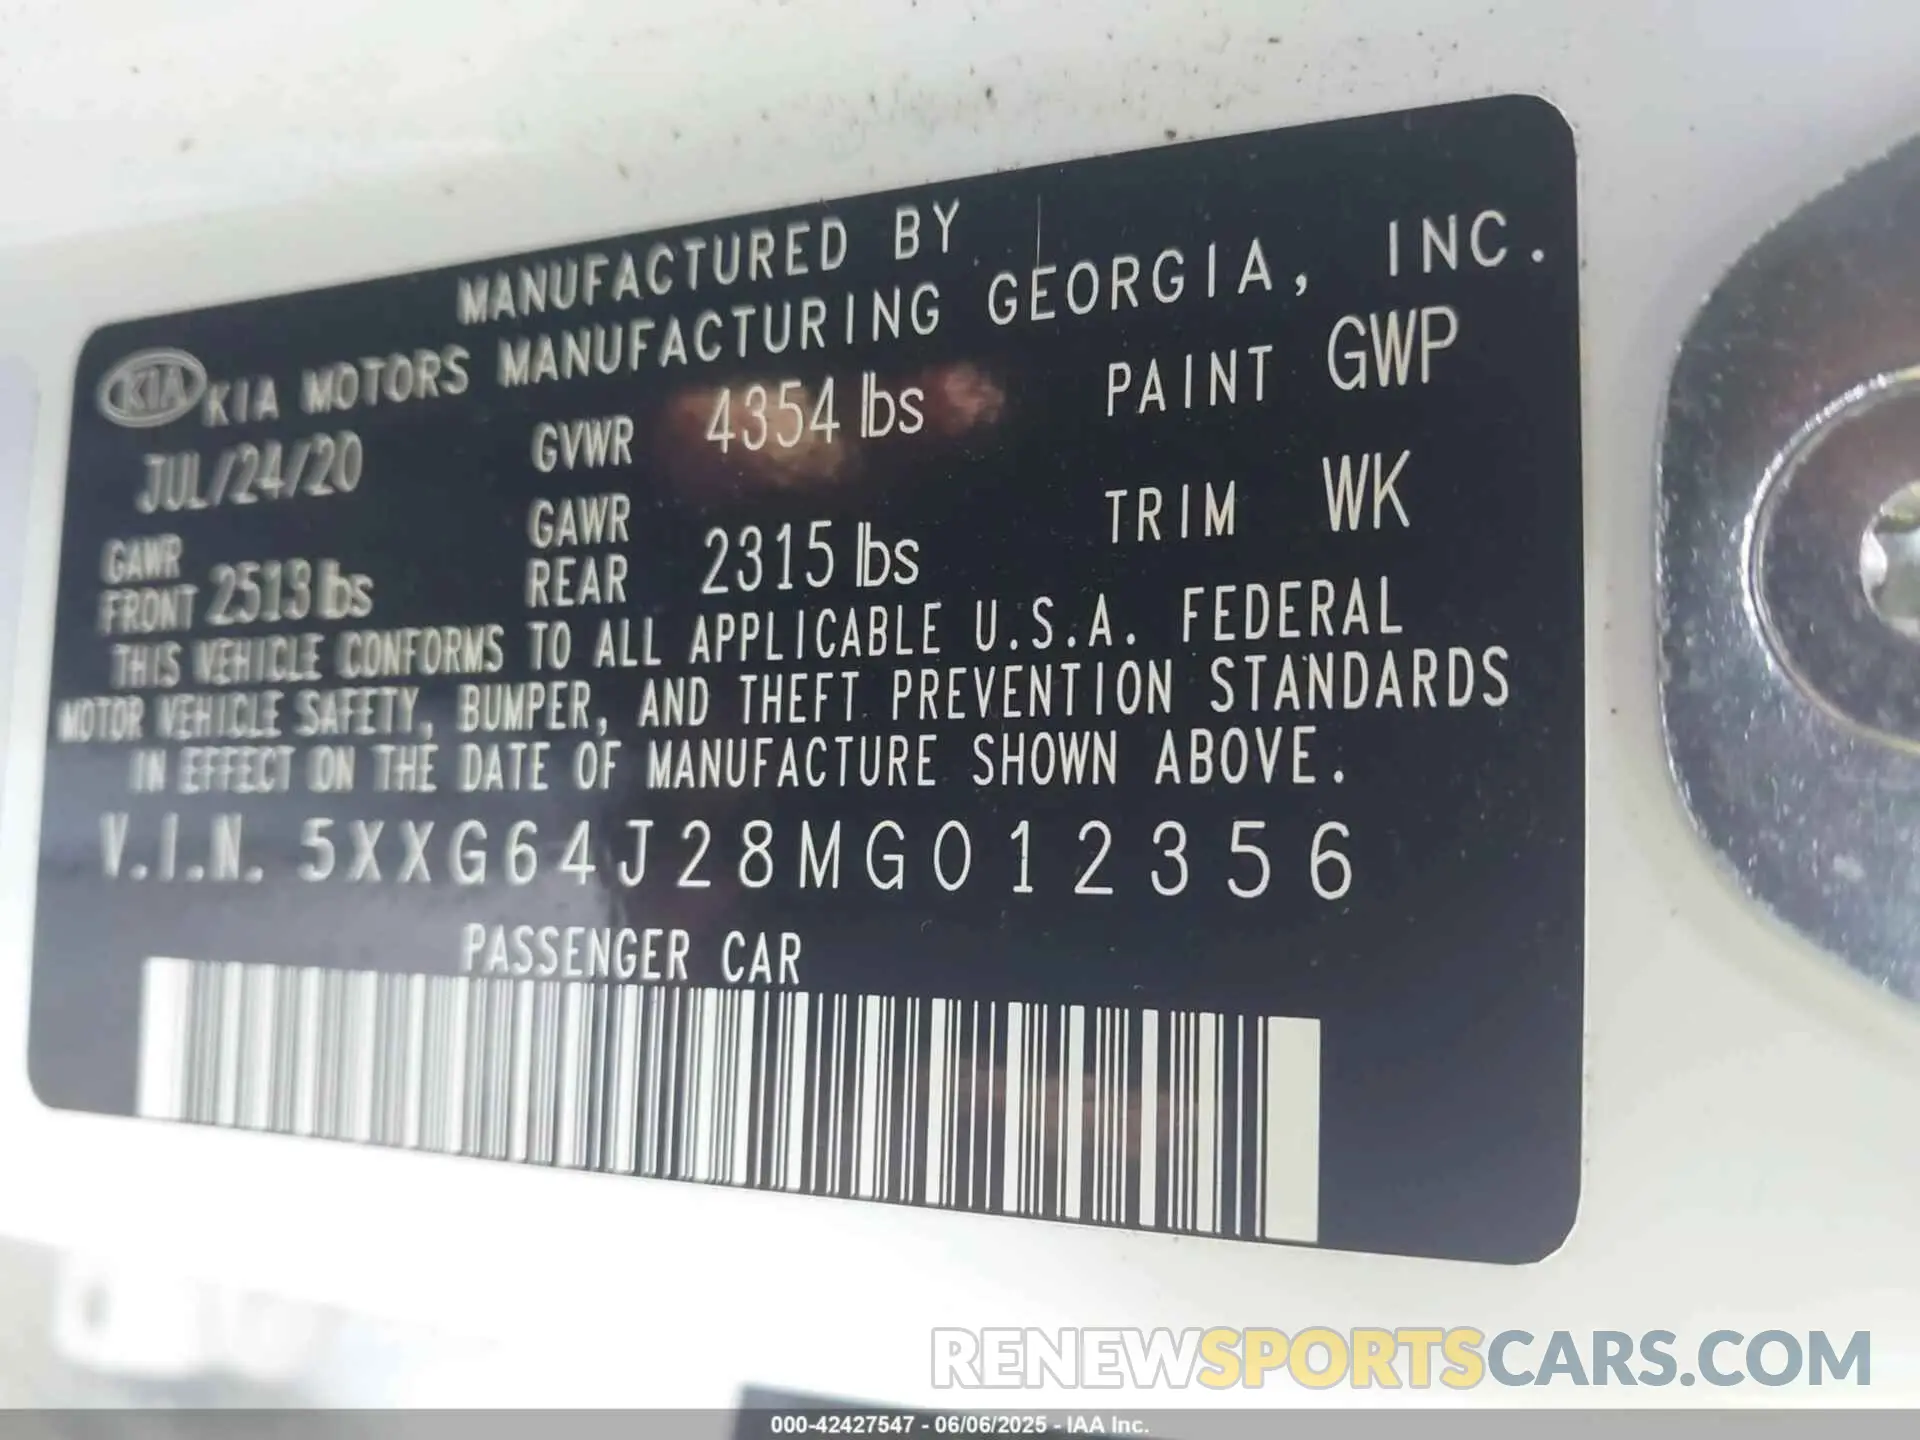 MANUFACTURED BY
KIA KIA MOTORS MANUFACTURING GEORGIA, INC.
JUL/24/20 GVWR 4354 lbs PAINT GWP
GAWR FRONT 2513 lbs GAWR REAR 2315 lbs TRIM WK
THIS VEHICLE CONFORMS TO ALL APPLICABLE U.S.A. FEDERAL
MOTOR VEHICLE SAFETY, BUMPER, AND THEFT PREVENTION STANDARDS
IN EFFECT ON THE DATE OF MANUFACTURE SHOWN ABOVE.
V.I.N. 5XXG64J28MG012356
PASSENGER CAR
RENEWSPORTSCARS.COM
000-42427547 - 06/06/2025 - IAA Inc.